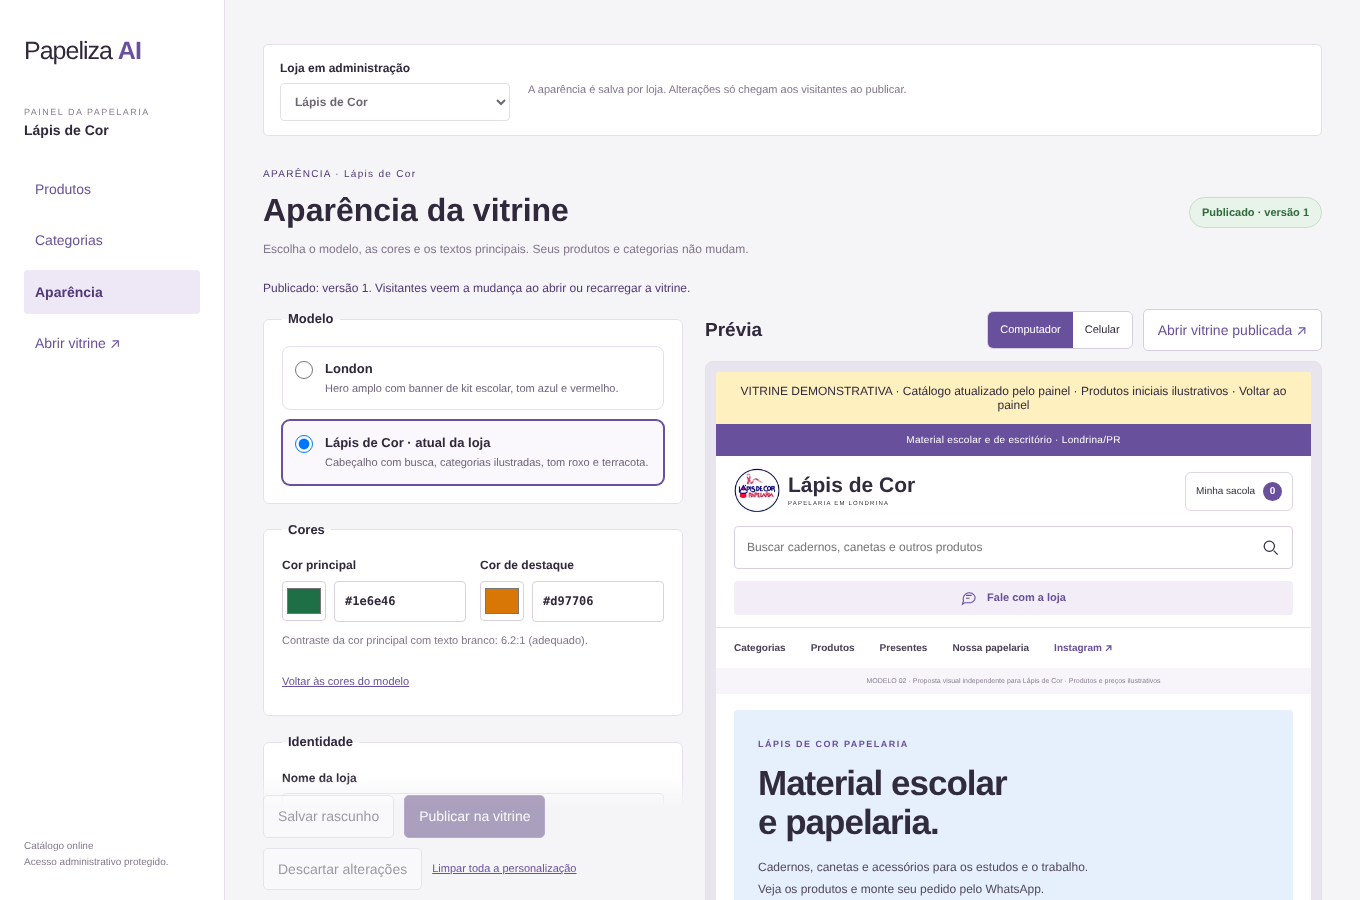 Papeliza AI
PAINEL DA PAPELARIA
Lápis de Cor
Produtos
Categorias
Aparência
Abrir vitrine ↗
Catálogo online
Acesso administrativo protegido.
Loja em administração
Lápis de Cor
A aparência é salva por loja. Alterações só chegam aos visitantes ao publicar.
APARÊNCIA · Lápis de Cor
Aparência da vitrine
Publicado · versão 1
Escolha o modelo, as cores e os textos principais. Seus produtos e categorias não mudam.
Publicado: versão 1. Visitantes veem a mudança ao abrir ou recarregar a vitrine.
Modelo
London
Hero amplo com banner de kit escolar, tom azul e vermelho.
Lápis de Cor · atual da loja
Cabeçalho com busca, categorias ilustradas, tom roxo e terracota.
Cores
Cor principal
Cor de destaque
#1e6e46
#d97706
Contraste da cor principal com texto branco: 6.2:1 (adequado).
Voltar às cores do modelo
Identidade
Nome da loja
Salvar rascunho
Publicar na vitrine
Descartar alterações
Limpar toda a personalização
Prévia
Computador
Celular
Abrir vitrine publicada ↗
VITRINE DEMONSTRATIVA · Catálogo atualizado pelo painel · Produtos iniciais ilustrativos · Voltar ao
painel
Material escolar e de escritório · Londrina/PR
LÁPIS DE COR
PAPELARIA
Lápis de Cor
PAPELARIA EM LONDRINA
Minha sacola 0
Buscar cadernos, canetas e outros produtos
Fale com a loja
Categorias
Produtos
Presentes
Nossa papelaria
Instagram ↗
MODELO 02 · Proposta visual independente para Lápis de Cor · Produtos e preços ilustrativos
LÁPIS DE COR PAPELARIA
Material escolar
e papelaria.
Cadernos, canetas e acessórios para os estudos e o trabalho.
Veja os produtos e monte seu pedido pelo WhatsApp.